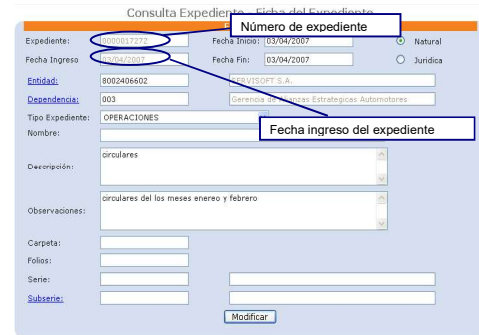 Consulta Expediente - Ficha del Expediente
Número de expediente
Expediente: 0000017272 Fecha Inicio: 03/04/2007 Natural
Fecha Ingreso 03/04/2007 Fecha Fin: 03/04/2007 Juridica
Entidad: 8002406602 SERVISOFT S.A.
Dependencia: 003 Gerencia de Alianzas Estrategicas Automotores
Tipo Expediente: OPERACIONES
Fecha ingreso del expediente
Nombre:
Descripción: circulares
Observaciones: circulares del los meses enereo y febrero
Carpeta:
Folios:
Serie:
Subserie:
Modificar